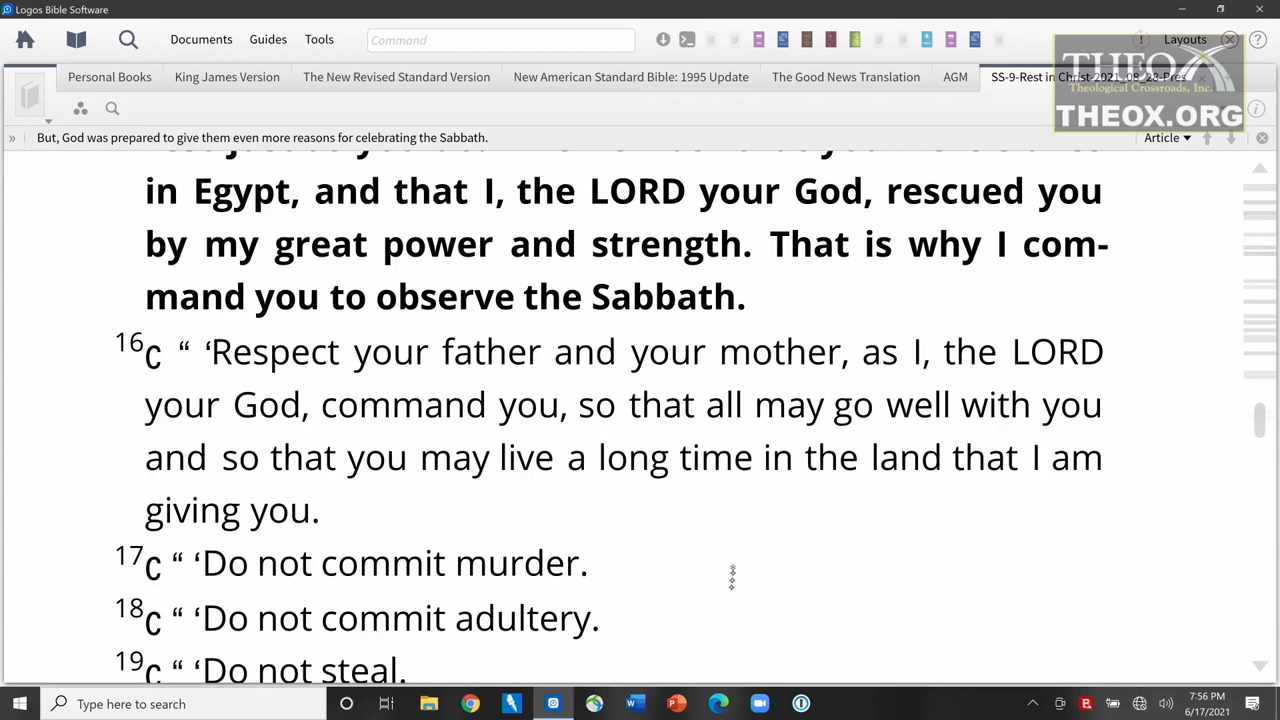 Logos Bible Software
Documents Guides Tools Command Layouts
THEOX
Theological Crossroads, Inc.
THEOX.ORG
Personal Books King James Version The New Revised Standard Version New American Standard Bible: 1995 Update The Good News Translation AGM SS-9-Rest in Christ-2021_08_28-Pres
But, God was prepared to give them even more reasons for celebrating the Sabbath. Article
in Egypt, and that I, the LORD your God, rescued you
by my great power and strength. That is why I com-
mand you to observe the Sabbath.
16C “ ‘Respect your father and your mother, as I, the LORD
your God, command you, so that all may go well with you
and so that you may live a long time in the land that I am
giving you.
17C “ ‘Do not commit murder.
18C “ ‘Do not commit adultery.
19C “ ‘Do not steal.
Type here to search
7:56 PM
6/17/2021